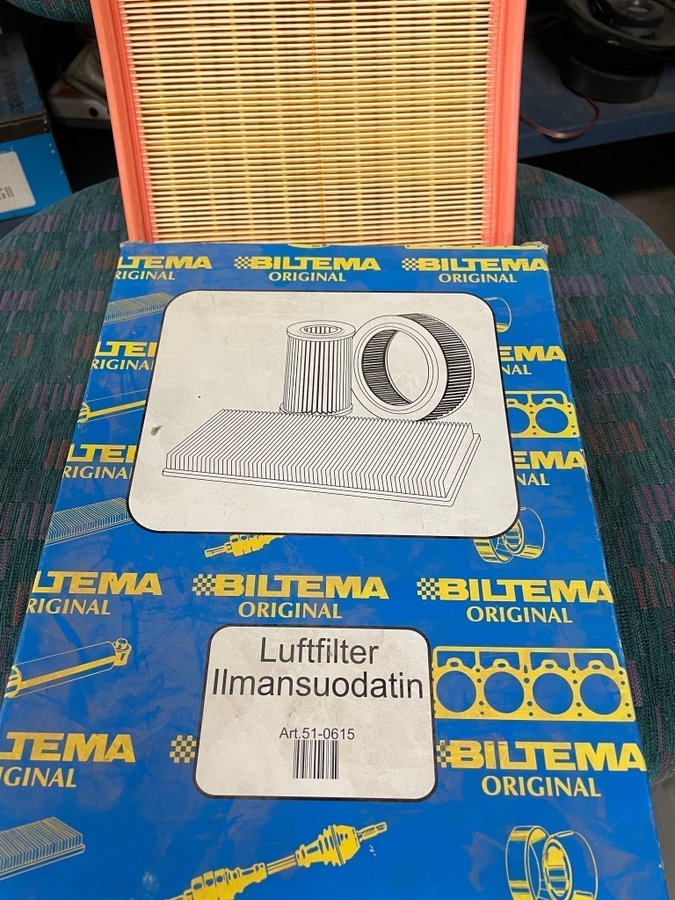 BILTEMA BILTEMA BILTEMA
ORIGINAL ORIGINAL ORIGINAL
BILTEMA BILTEMA
ORIGINAL ORIGINAL
Luftfilter
Ilmansuodatin
Art.51-0615
BILTEMA
ORIGINAL